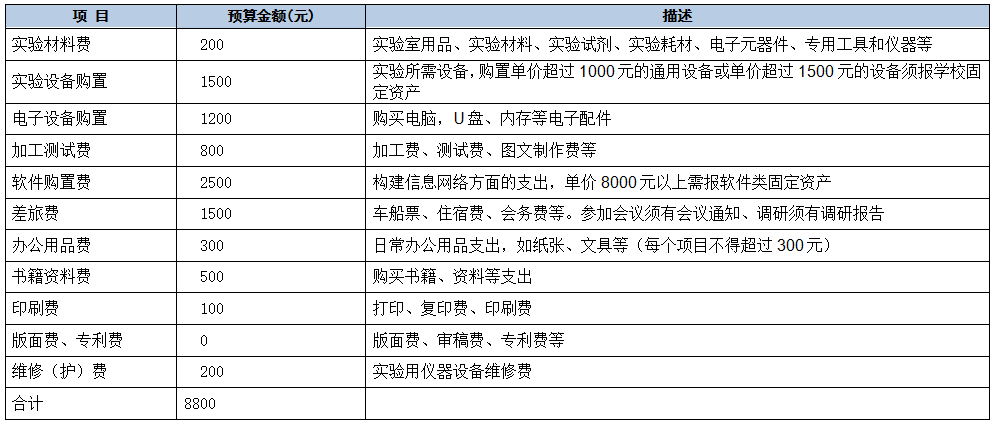 项 目 预算金额(元) 描述
实验材料费 200 实验室用品、实验材料、实验试剂、实验耗材、电子元器件、专用工具和仪器等
实验设备购置 1500 实验所需设备，购置单价超过1000元的通用设备或单价超过1500元的设备须报学校固
定资产
电子设备购置 1200 购买电脑，U盘、内存等电子配件
加工测试费 800 加工费、测试费、图文制作费等
软件购置费 2500 构建信息网络方面的支出，单价8000元以上需报软件类固定资产
差旅费 1500 车船票、住宿费、会务费等。参加会议须有会议通知、调研须有调研报告
办公用品费 300 日常办公用品支出，如纸张、文具等（每个项目不得超过300元）
书籍资料费 500 购买书籍、资料等支出
印刷费 100 打印、复印费、印刷费
版面费、专利费 0 版面费、审稿费、专利费等
维修（护）费 200 实验用仪器设备维修费
合计 8800